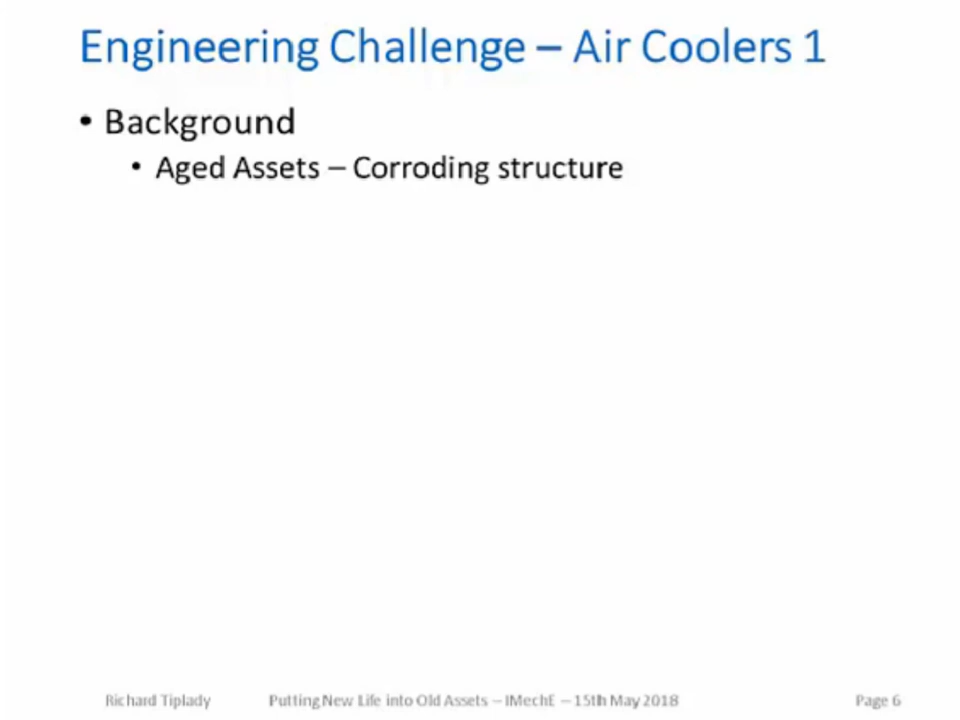 Engineering Challenge – Air Coolers 1
• Background
• Aged Assets – Corroding structure
Richard Tiplady Putting New Life into Old Assets – IMechE – 15th May 2018 Page 6